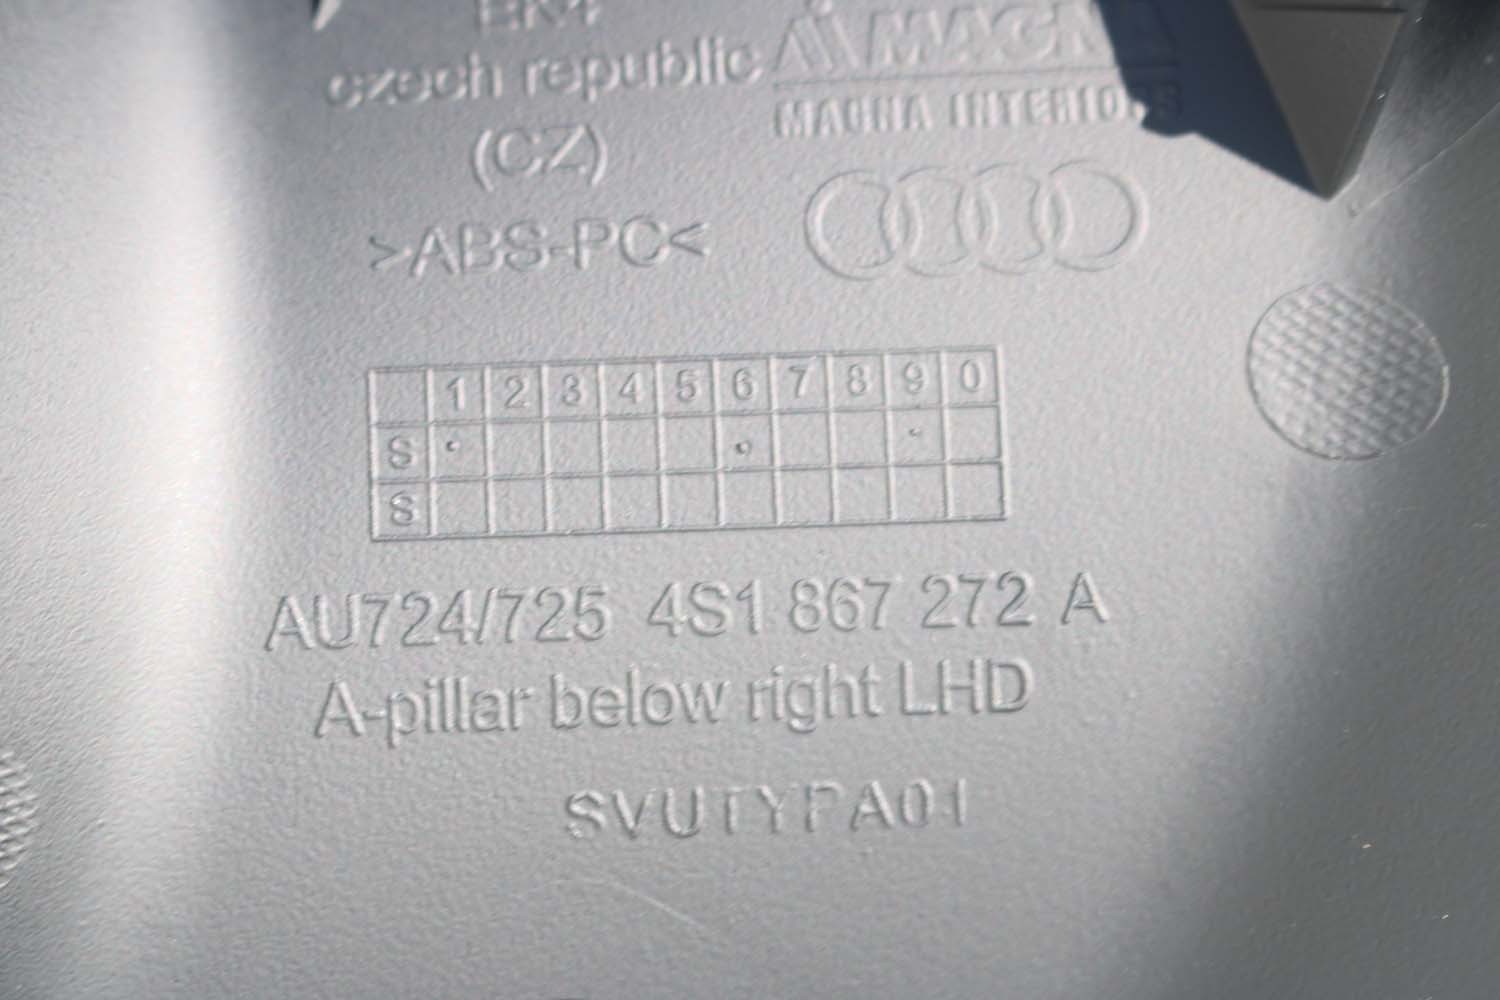 czech republic
(CZ)
>ABS-PC<
MAGNA
MAGNA INTERIORS
1 2 3 4 5 6 7 8 9 0
S
S
AU724/725 4S1 867 272 A
A-pillar below right LHD
SVUTYPA01